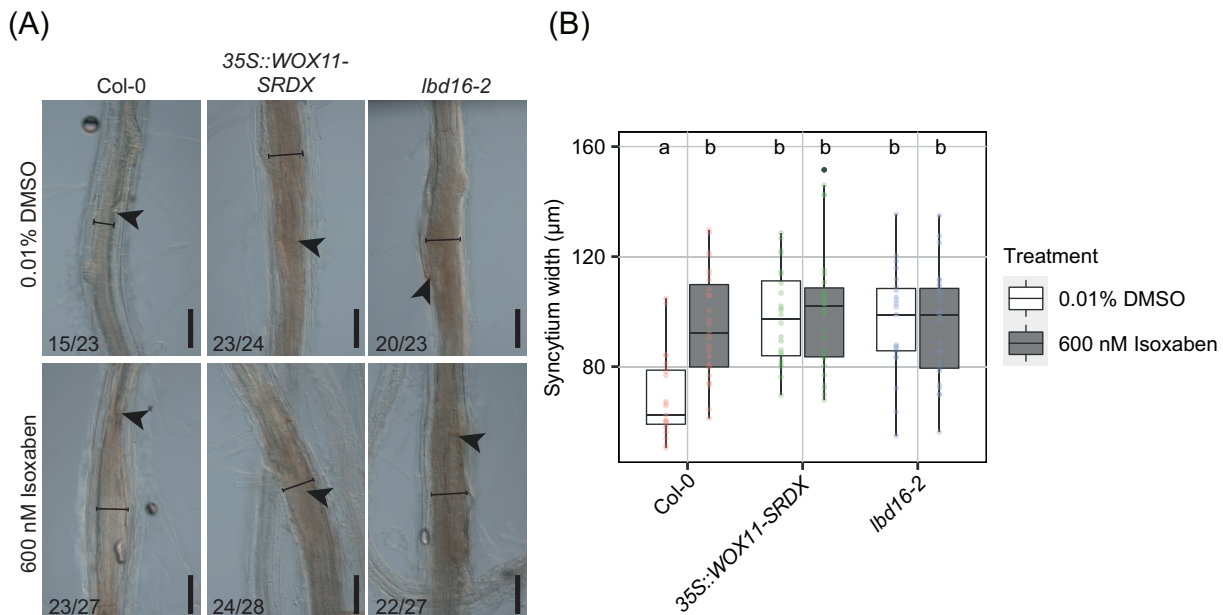 (A)
Col-0
35S::WOX11-
SRDX
lbd16-2
0.01% DMSO
15/23
23/24
20/23
600 nM Isoxaben
23/27
24/28
22/27
(B)
Syncytium width (µm)
160
120
80
a
b
b
b
b
b
Col-0
35S::WOX11-SRDX
lbd16-2
Treatment
0.01% DMSO
600 nM Isoxaben